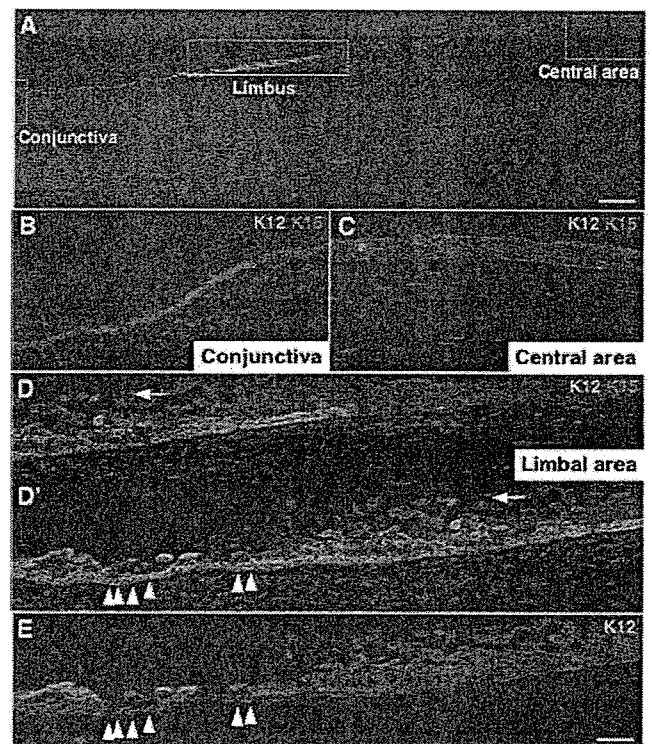 A
Central area
Limbus
Conjunctiva
B
K12 K15
C
K12 K15
Conjunctiva
Central area
D
K12 K15
Limbal area
D'
E
K12